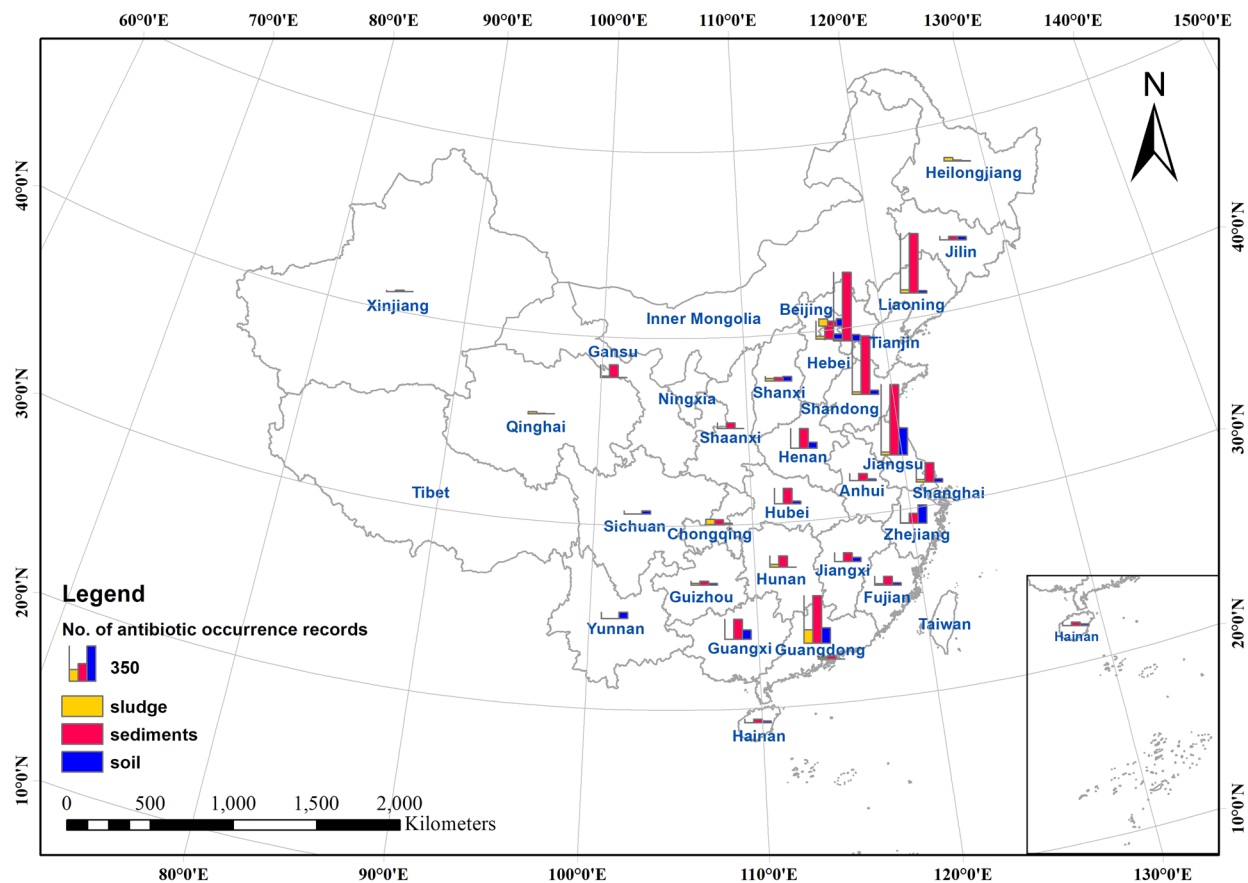 60°0'E 70°0'E 80°0'E 90°0'E 100°0'E 110°0'E 120°0'E 130°0'E 140°0'E 150°0'E
N
40°0'N
40°0'N
30°0'N
30°0'N
20°0'N
20°0'N
10°0'N
10°0'N
Heilongjiang
Jilin
Xinjiang
Liaoning
Beijing
Inner Mongolia
Tianjin
Gansu
Hebei
Shanxi
Ningxia
Shandong
Qinghai
Shaanxi
Henan
Jiangsu
Tibet
Anhui
Shanghai
Hubei
Sichuan
Chongqing
Zhejiang
Jiangxi
Hunan
Guizhou
Fujian
Yunnan
Taiwan
Guangxi
Guangdong
Hainan
Hainan
Legend
No. of antibiotic occurrence records
350
sludge
sediments
soil
0 500 1,000 1,500 2,000
Kilometers
80°0'E 90°0'E 100°0'E 110°0'E 120°0'E 130°0'E